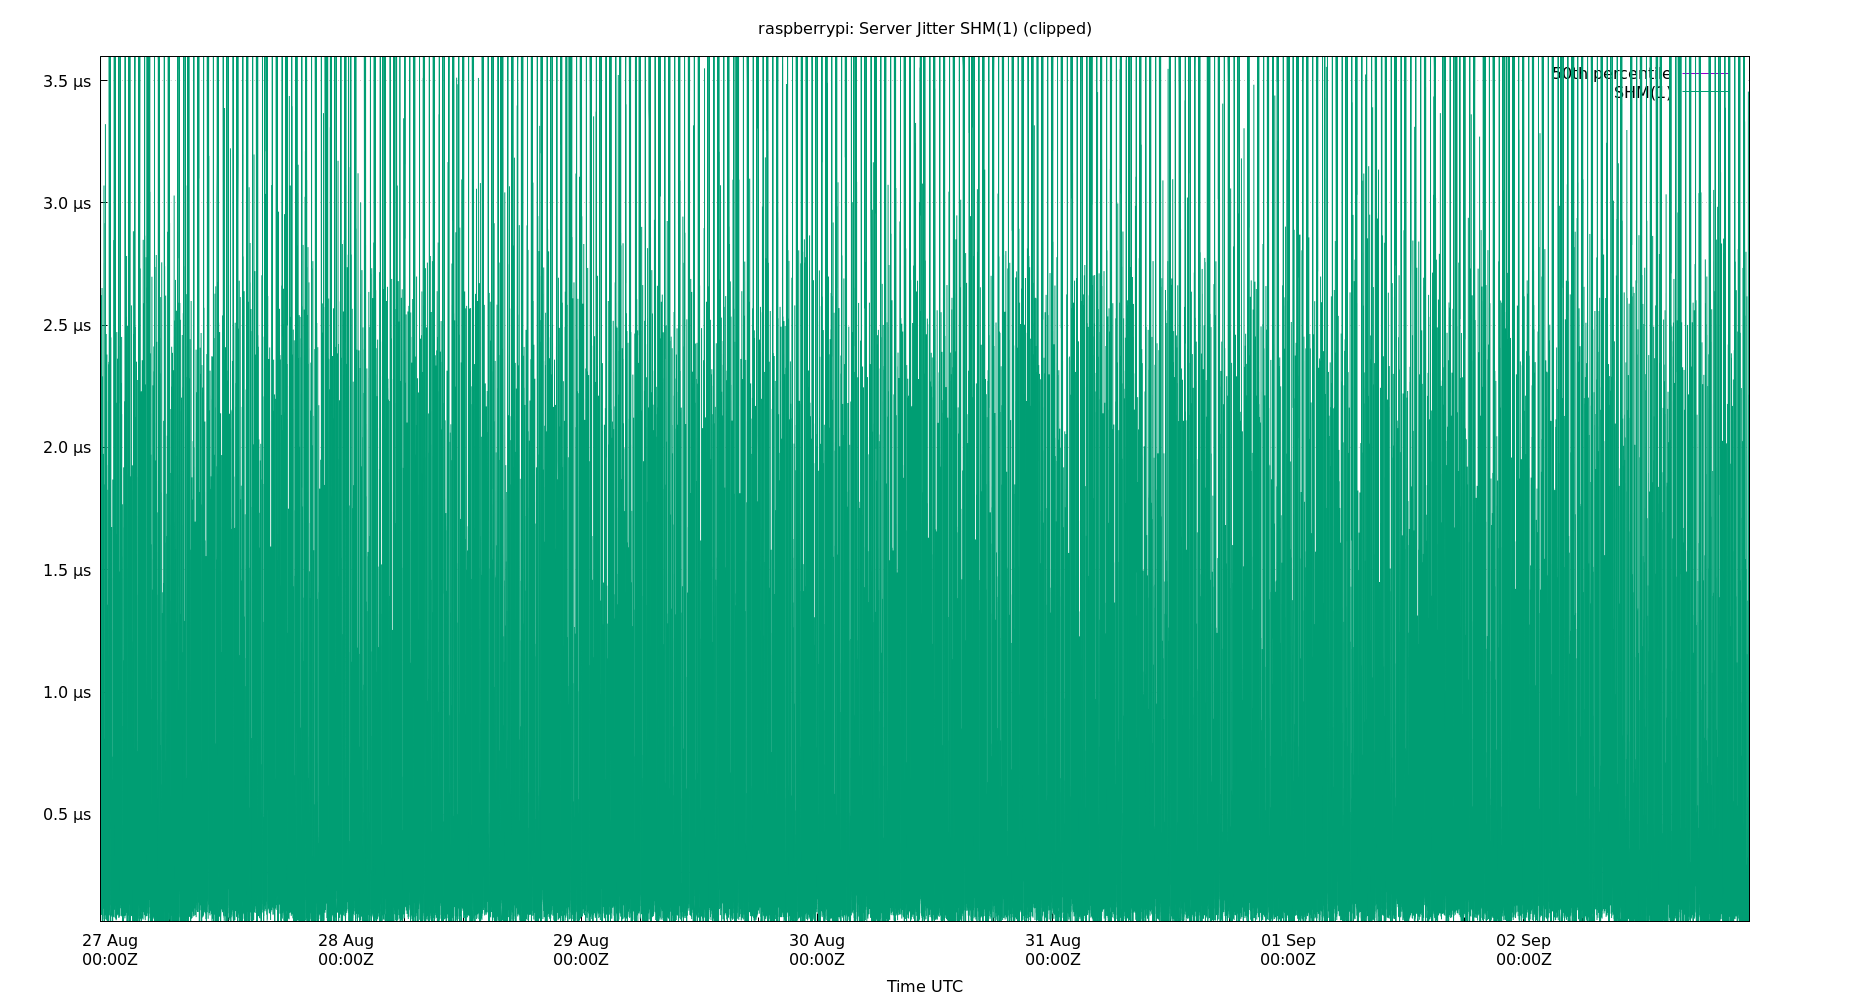 raspberrypi: Server Jitter SHM(1) (clipped)
50th percentile
SHM(1)
3.5 µs
3.0 µs
2.5 µs
2.0 µs
1.5 µs
1.0 µs
0.5 µs
27 Aug 28 Aug 29 Aug 30 Aug 31 Aug 01 Sep 02 Sep
00:00Z 00:00Z 00:00Z 00:00Z 00:00Z 00:00Z 00:00Z
Time UTC